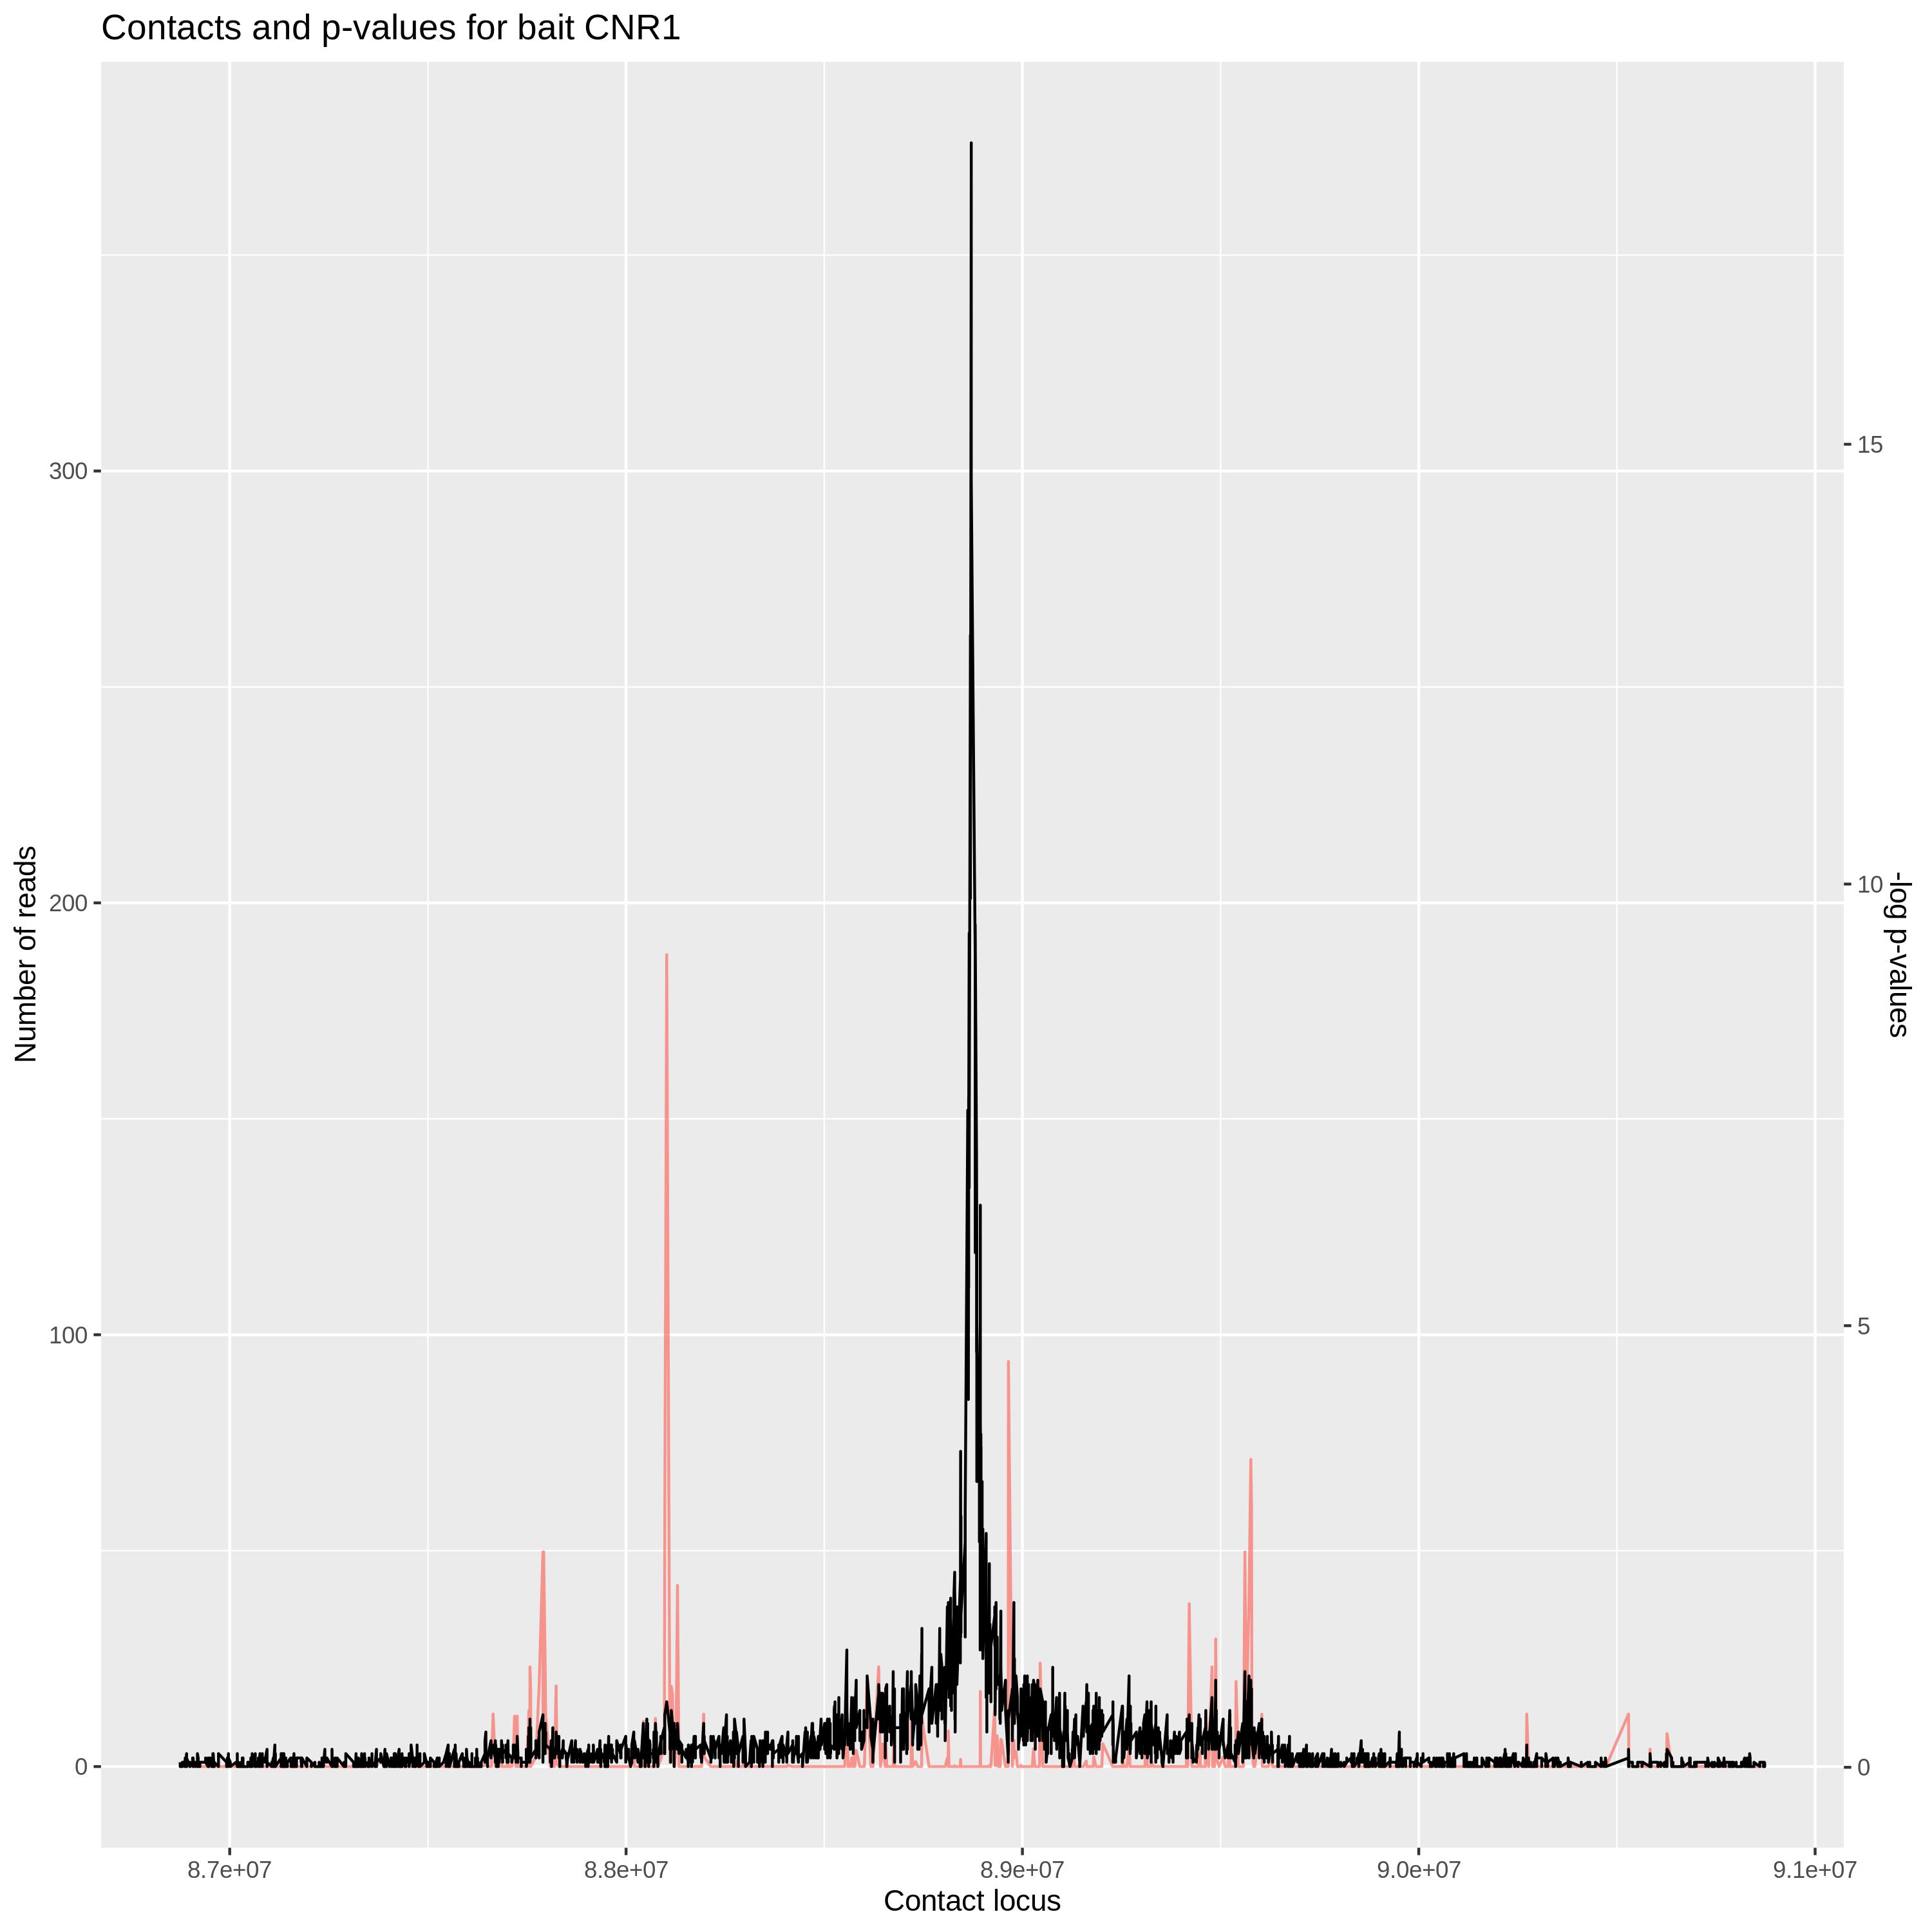 Contacts and p-values for bait CNR1
Number of reads
300
200
100
0
15
10
5
0
-log p-values
8.7e+07
8.8e+07
8.9e+07
9.0e+07
9.1e+07
Contact locus